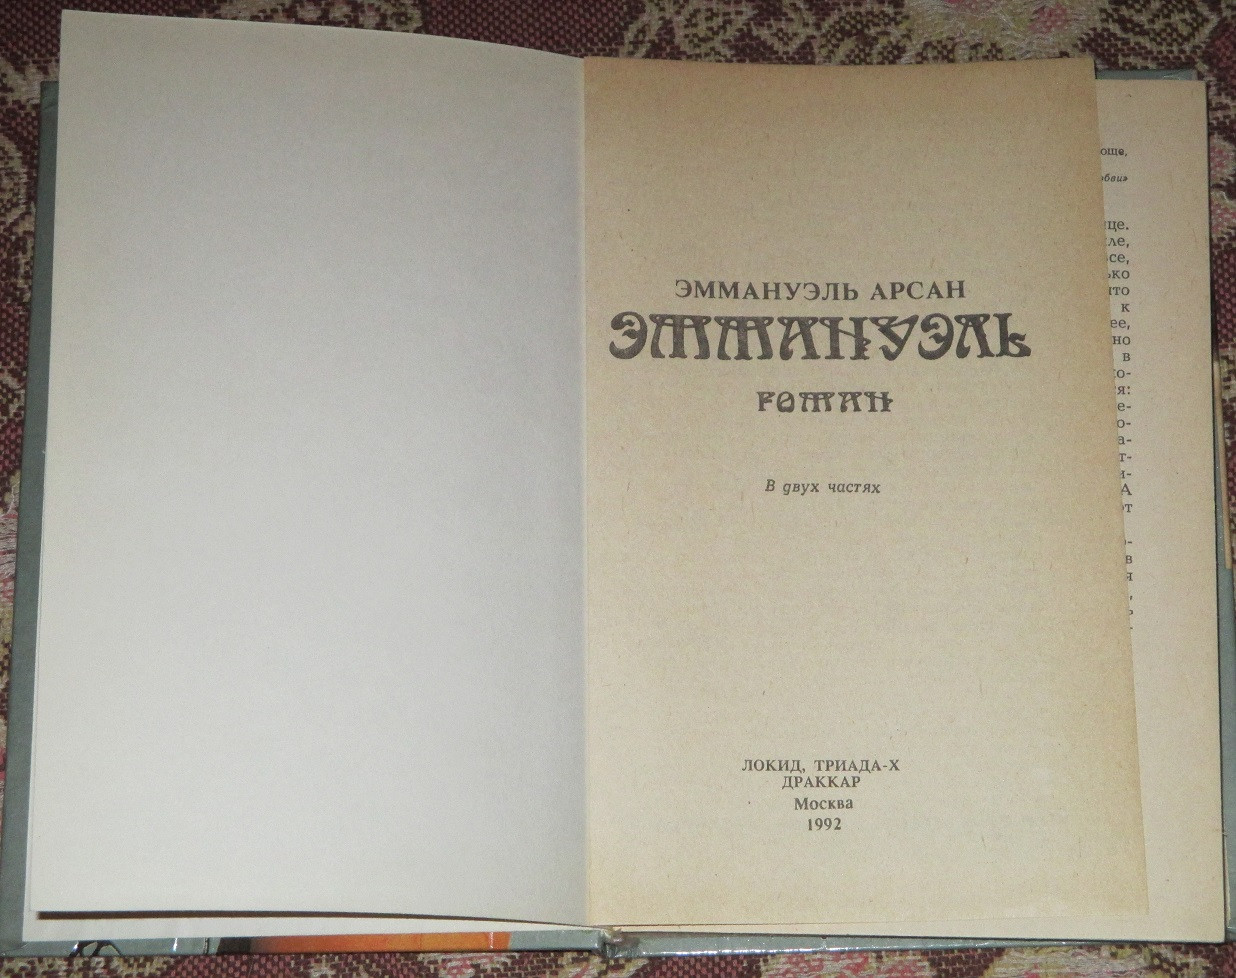 ЭММАНУЭЛЬ АРСАН
ЭММАНУЭЛЬ
РОМАН
В двух частях
ЛОКИД, ТРИАДА-Х
ДРАККАР
Москва
1992